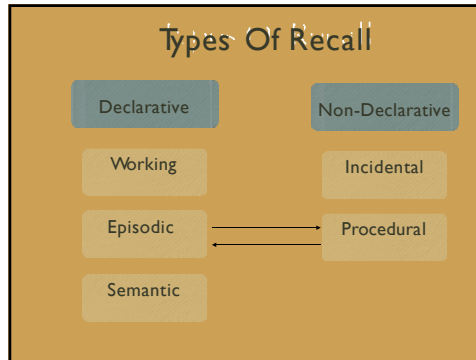 Types Of Recall
Declarative
Non-Declarative
Working
Incidental
Episodic
Procedural
Semantic